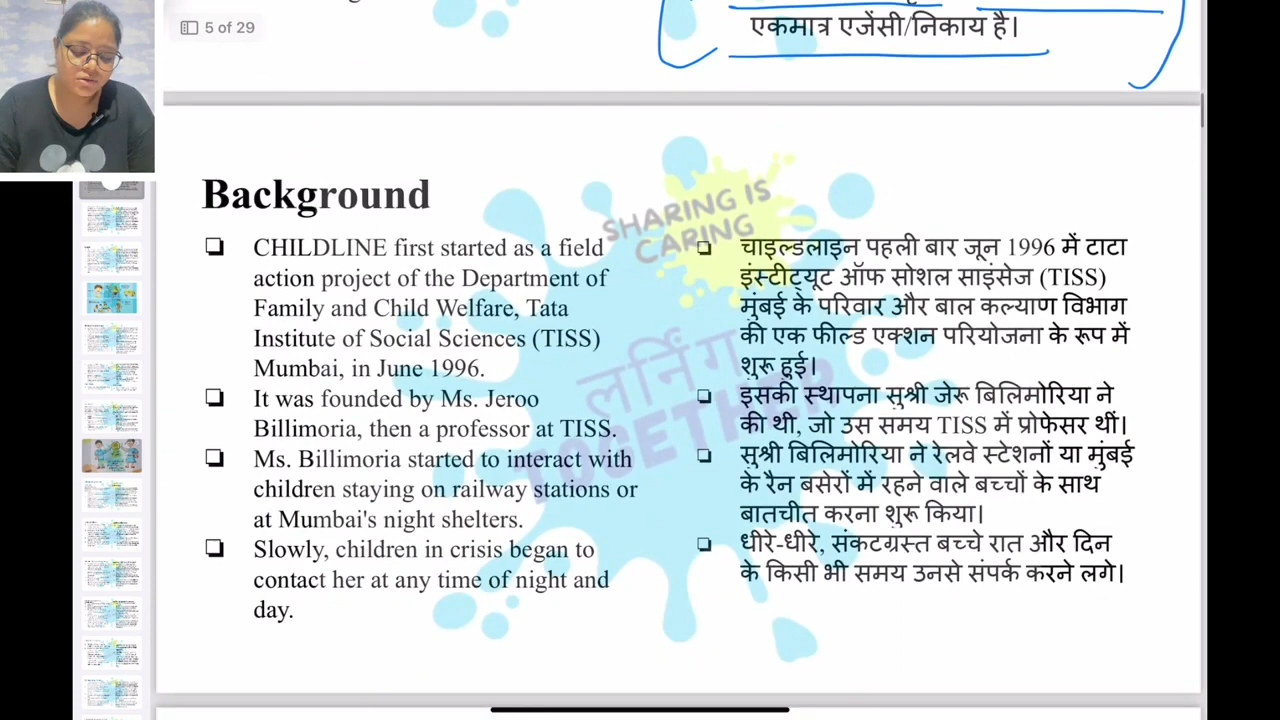 5 of 29
एकमात्र एजेंसी/निकाय है।
SHARING IS
CARING
Background
CHILDLINE first started as a field
action project of the Department of
Family and Child Welfare, Tata
Institute of Social Sciences (TISS)
Mumbai, in June 1996.
It was founded by Ms. Jeroo
Billimoria, then a professor at TISS.
Ms. Billimoria started to interact with
children staying on railway stations or
at Mumbai's night shelters.
Slowly, children in crisis began to
contact her at any time of night and
day.
चाइल्डलाइन पहली बार जून 1996 में टाटा
इंस्टीट्यूट ऑफ सोशल साइंसेज (TISS)
मुंबई के परिवार और बाल कल्याण विभाग
की एक फील्ड एक्शन परियोजना के रूप में
शुरू हुई।
इसकी स्थापना सुश्री जेरू बिलिमोरिया ने
की थी, जो उस समय TISS में प्रोफेसर थीं।
सुश्री बिलिमोरिया ने रेलवे स्टेशनों या मुंबई
के रैन बसेरों में रहने वाले बच्चों के साथ
बातचीत करना शुरू किया।
धीरे-धीरे, संकटग्रस्त बच्चे रात और दिन
के किसी भी समय उनसे संपर्क करने लगे।